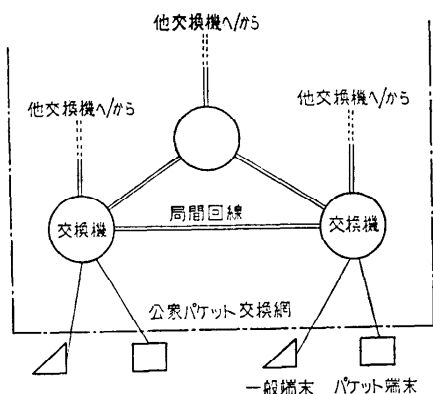 他交換機へ/から
他交換機へ/から
他交換機へ/から
交換機
局間回線
交換機
公衆パケット交換網
一般端末
パケット端末